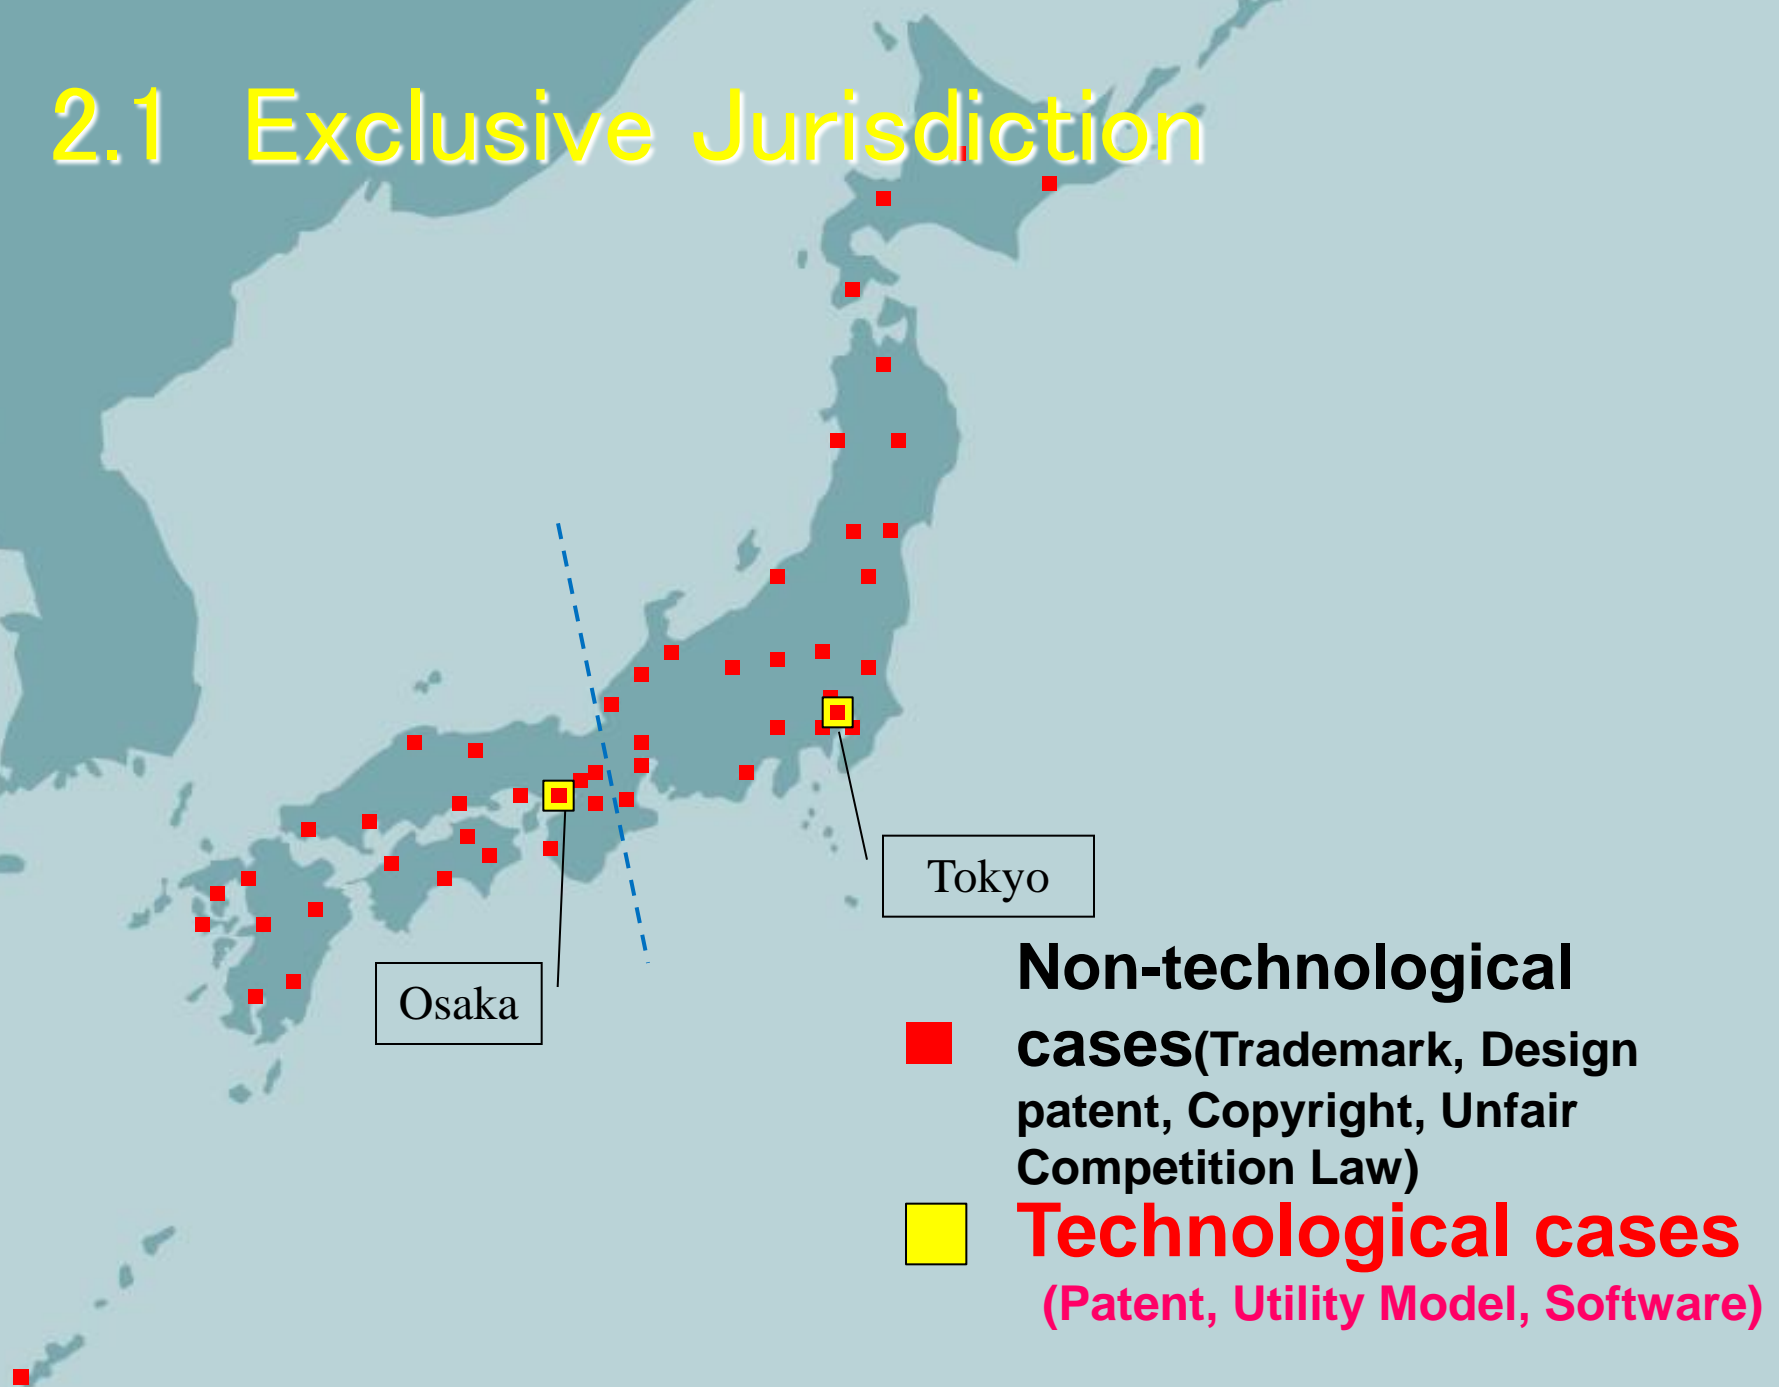 2.1 Exclusive Jurisdiction
Tokyo
Osaka
Non-technological
cases(Trademark, Design
patent, Copyright, Unfair
Competition Law)
Technological cases
(Patent, Utility Model, Software)